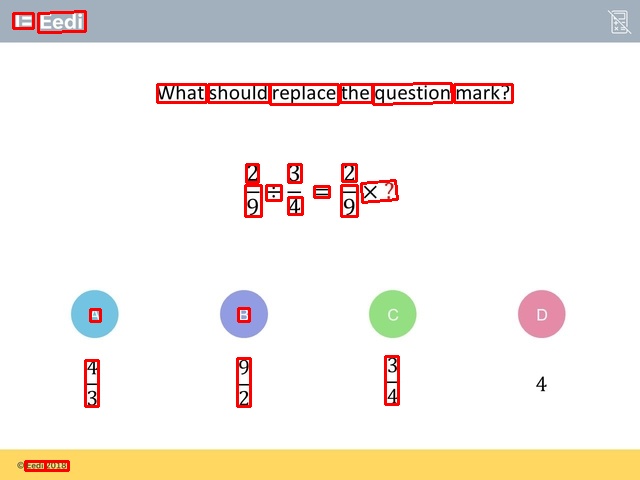 Eedi
What should replace the question mark?
2/9 ÷ 3/4 = 2/9 × ?
A B C D
4/3 9/2 3/4 4
© Eedi 2018